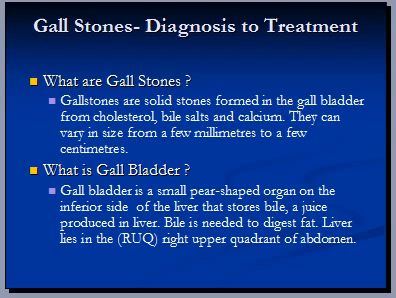 Gall Stones- Diagnosis to Treatment
What are Gall Stones ?
Gallstones are solid stones formed in the gall bladder
from cholesterol, bile salts and calcium. They can
vary in size from a few millimetres to a few
centimetres.
What is Gall Bladder ?
Gall bladder is a small pear-shaped organ on the
inferior side of the liver that stores bile, a juice
produced in liver. Bile is needed to digest fat. Liver
lies in the (RUQ) right upper quadrant of abdomen.